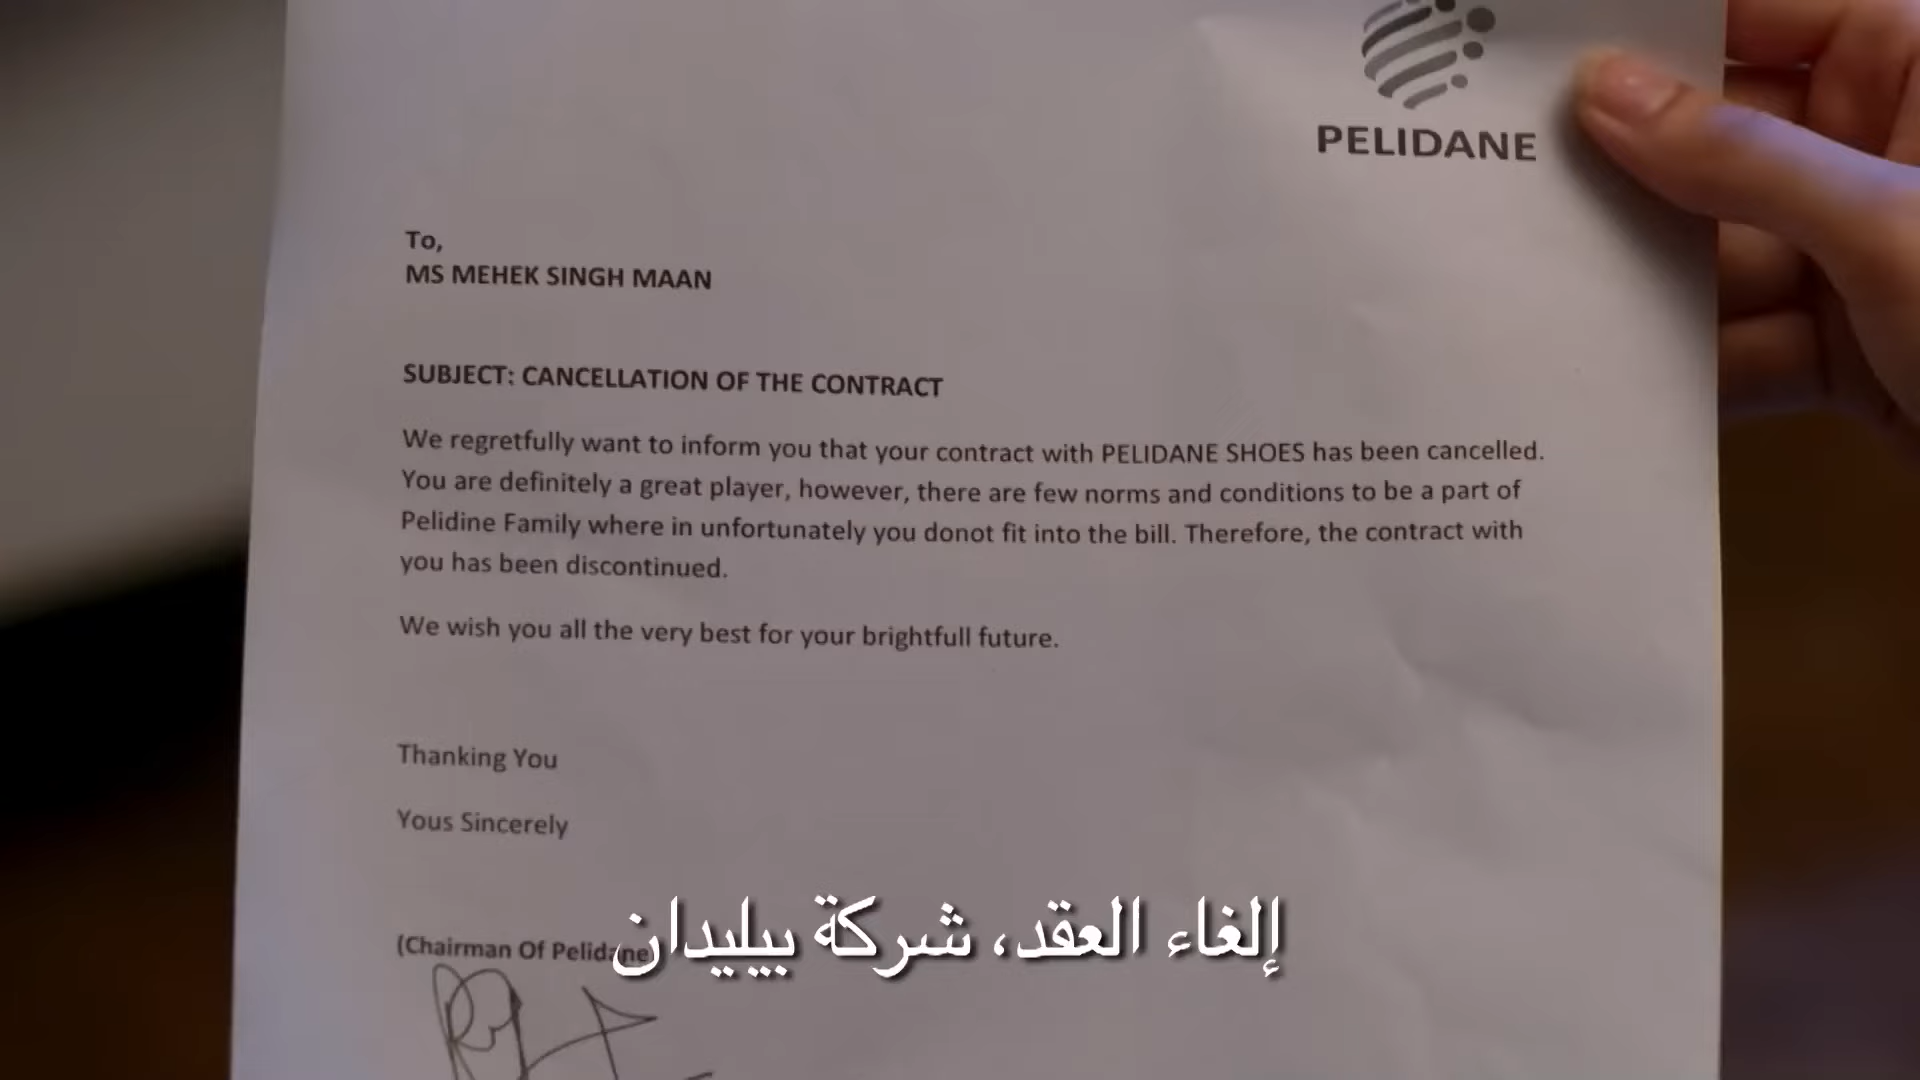 PELIDANE
To,
MS MEHEK SINGH MAAN
SUBJECT: CANCELLATION OF THE CONTRACT
We regretfully want to inform you that your contract with PELIDANE SHOES has been cancelled.
You are definitely a great player, however, there are few norms and conditions to be a part of
Pelidine Family where in unfortunately you donot fit into the bill. Therefore, the contract with
you has been discontinued.
We wish you all the very best for your brightfull future.
Thanking You
Yous Sincerely
(Chairman Of Pelidane)
إلغاء العقد، شركة بيليدان